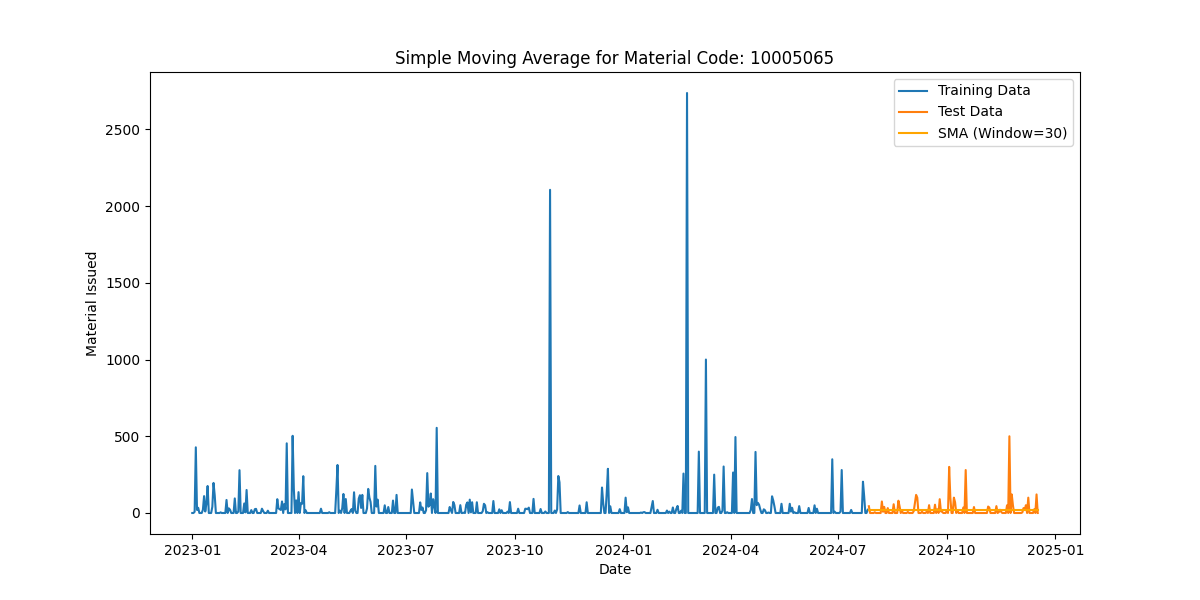 Simple Moving Average for Material Code: 10005065
Training Data
Test Data
SMA (Window=30)
Material Issued
2500
2000
1500
1000
500
0
2023-01 2023-04 2023-07 2023-10 2024-01 2024-04 2024-07 2024-10 2025-01
Date